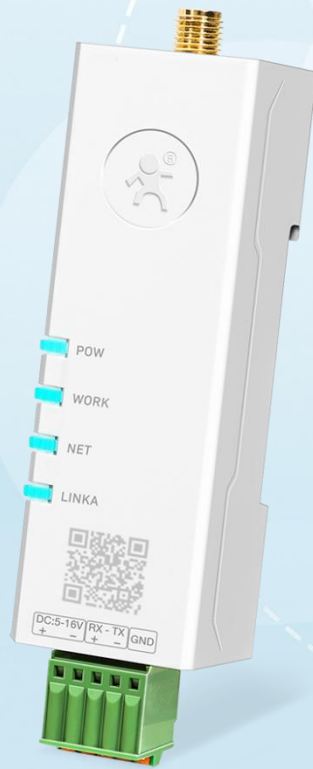 ®
POW
WORK
NET
LINKA
DC:5-16V RX - TX GND
+ − + −